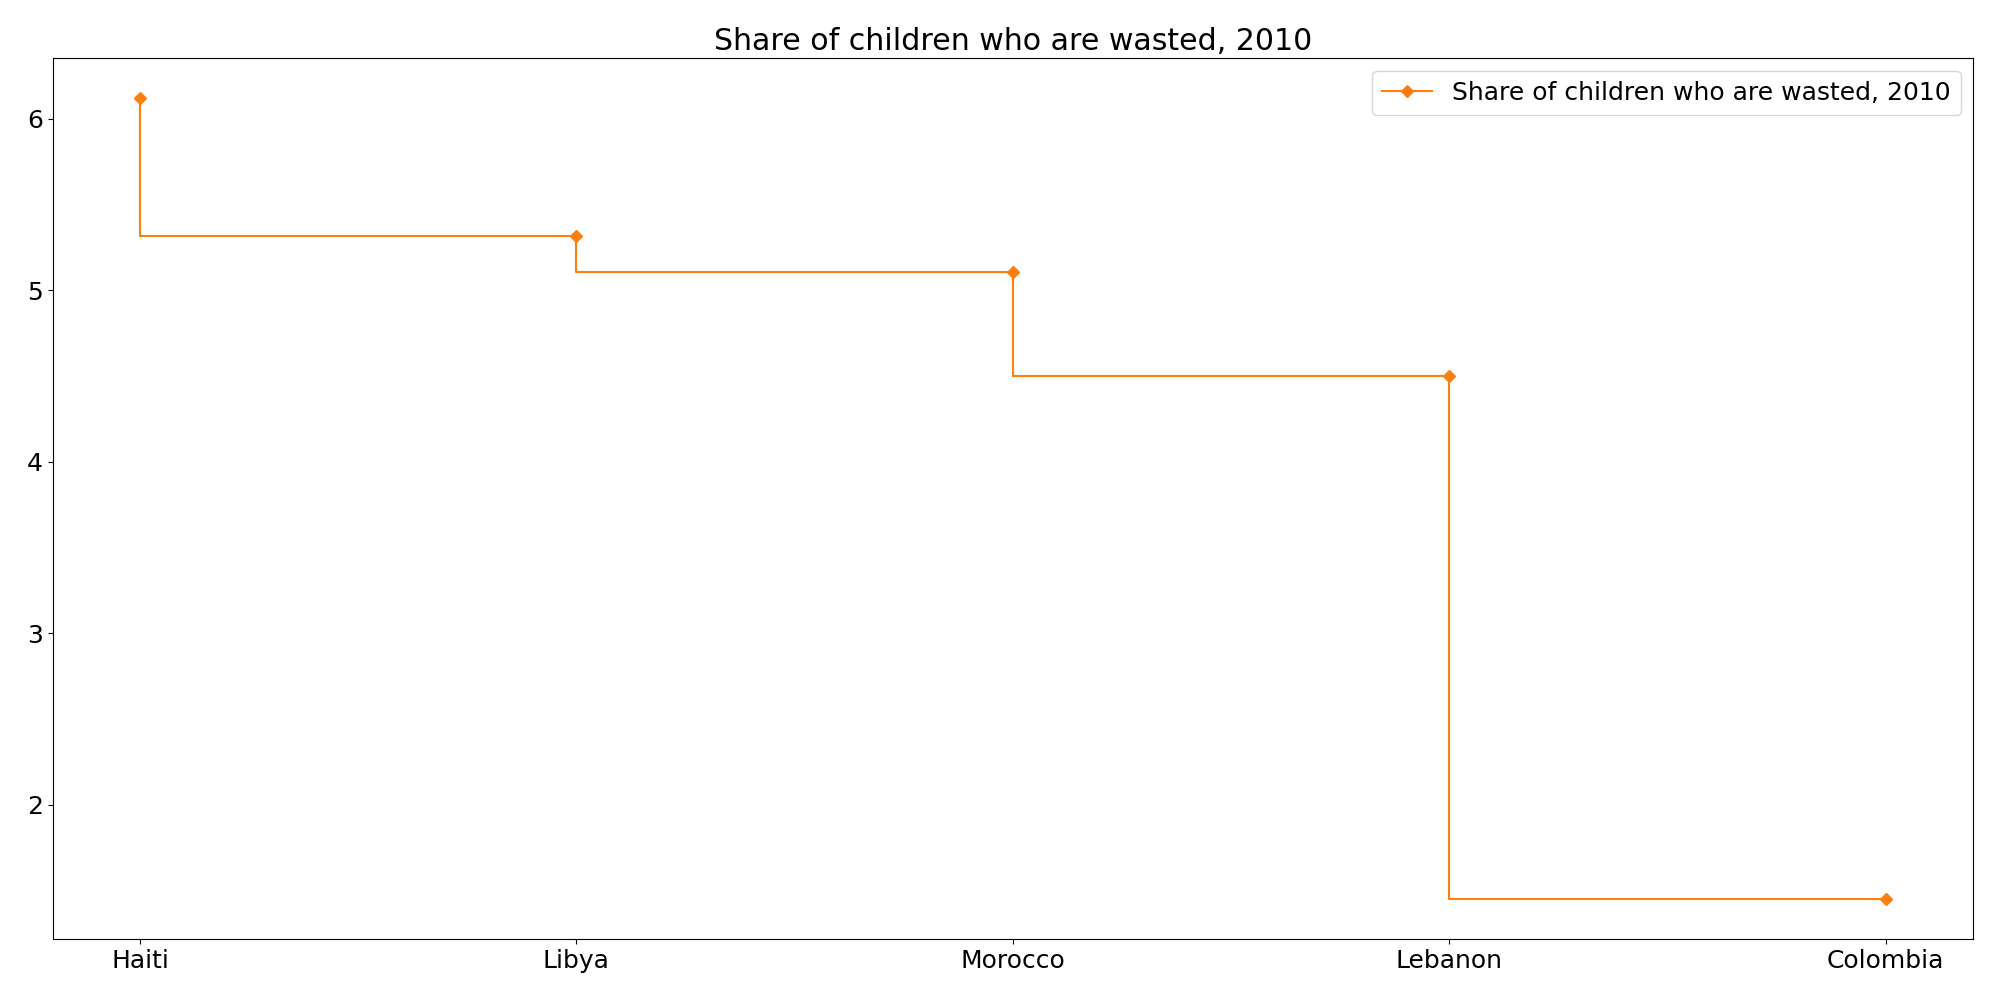 Share of children who are wasted, 2010
Share of children who are wasted, 2010
6
5
4
3
2
Haiti
Libya
Morocco
Lebanon
Colombia